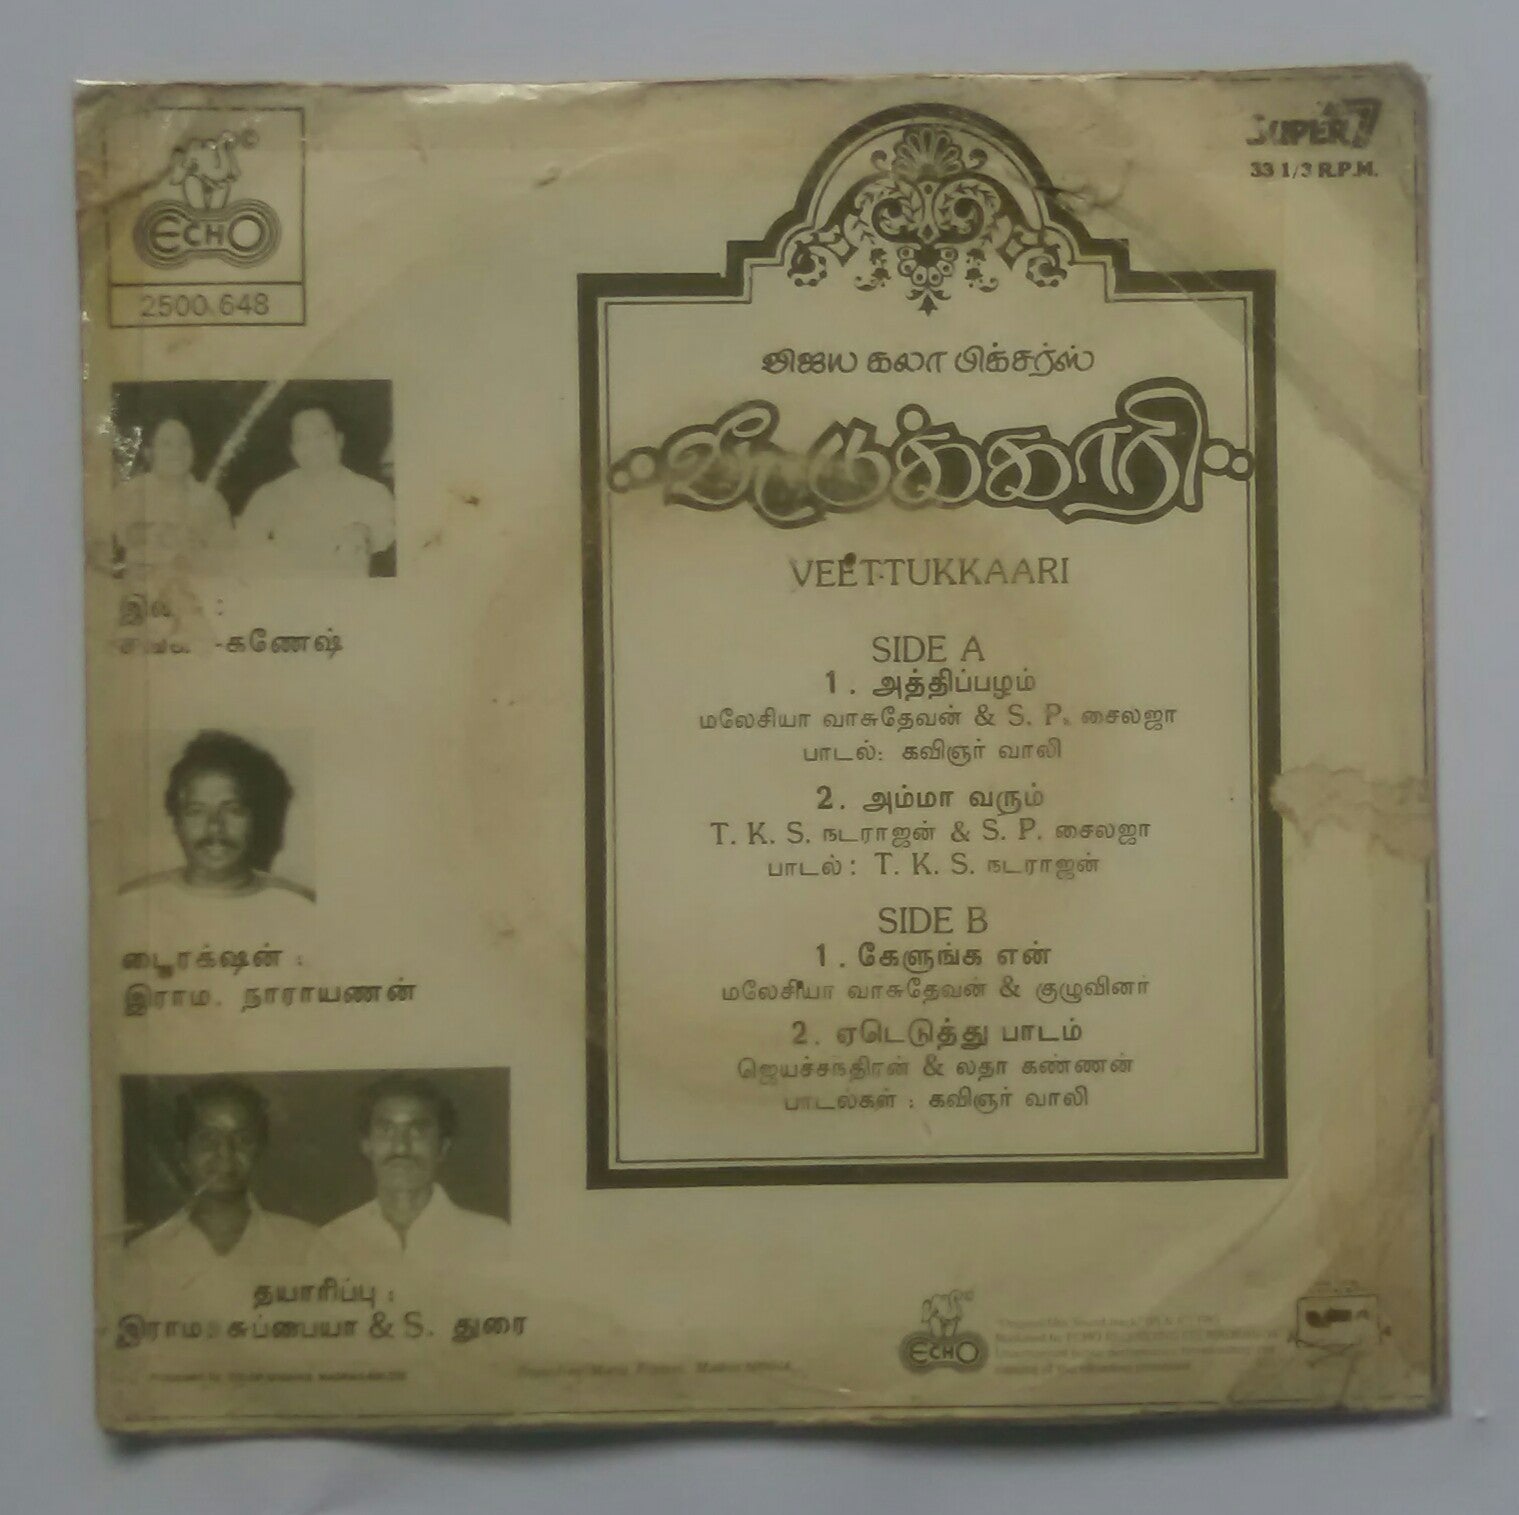 ECHO
2500.648
SUPER 7
33 1/3 R.P.M.
விஜய கலா பிக்சர்ஸ்
வீட்டுக்காரி
VEETTUKKAARI
SIDE A
1. அத்திப்பழம்
மலேசியா வாசுதேவன் & S. P. சைலஜா
பாடல்: கவிஞர் வாலி
2. அம்மா வரும்
T. K. S. நடராஜன் & S. P. சைலஜா
பாடல் : T. K. S. நடராஜன்
SIDE B
1. கேளுங்க என்
மலேசியா வாசுதேவன் & குழுவினர்
2. ஏடெடுத்து பாடம்
ஜெயச்சந்திரன் & லதா கண்ணன்
பாடல்கள் : கவிஞர் வாலி
-கணேஷ்
டைரக்ஷன் :
இராம. நாராயணன்
தயாரிப்பு :
இராம. சுப்பையா & S. துரை
ECHO